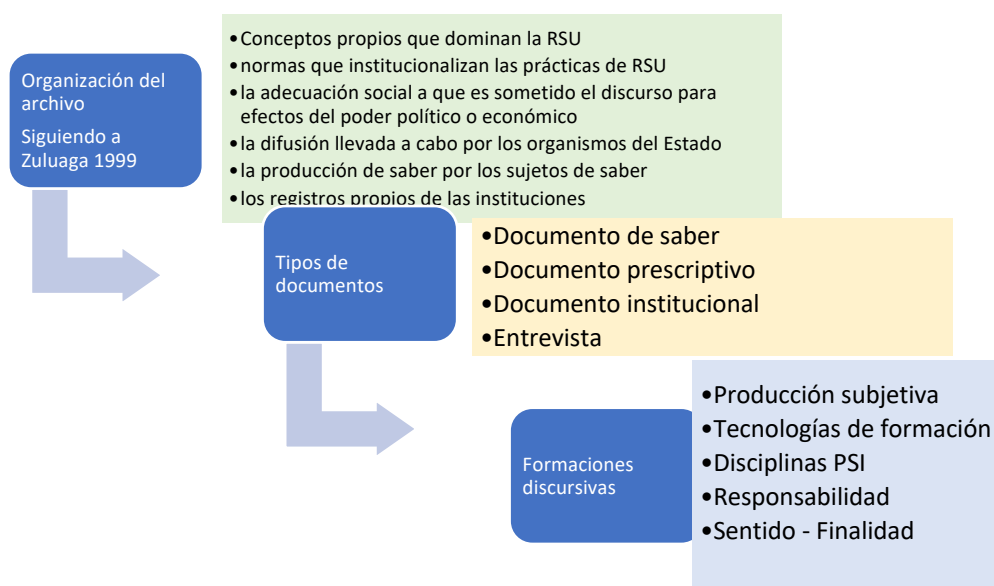 Organización del
archivo
Siguiendo a
Zuluaga 1999
•Conceptos propios que dominan la RSU
•normas que institucionalizan las prácticas de RSU
•la adecuación social a que es sometido el discurso para
efectos del poder político o económico
•la difusión llevada a cabo por los organismos del Estado
•la producción de saber por los sujetos de saber
•los registros propios de las instituciones
Tipos de
documentos
•Documento de saber
•Documento prescriptivo
•Documento institucional
•Entrevista
Formaciones
discursivas
•Producción subjetiva
•Tecnologías de formación
•Disciplinas PSI
•Responsabilidad
•Sentido - Finalidad